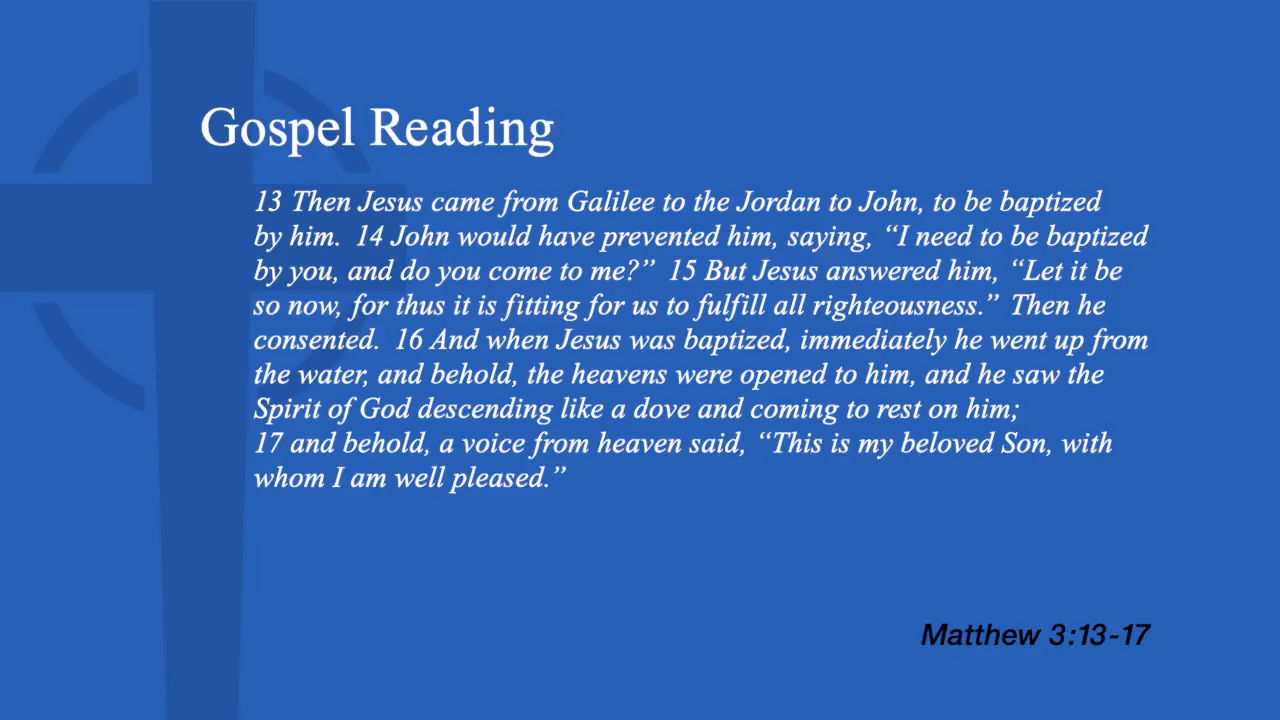 Gospel Reading
13 Then Jesus came from Galilee to the Jordan to John, to be baptized
by him.  14 John would have prevented him, saying, “I need to be baptized
by you, and do you come to me?”  15 But Jesus answered him, “Let it be
so now, for thus it is fitting for us to fulfill all righteousness.”  Then he
consented.  16 And when Jesus was baptized, immediately he went up from
the water, and behold, the heavens were opened to him, and he saw the
Spirit of God descending like a dove and coming to rest on him;
17 and behold, a voice from heaven said, “This is my beloved Son, with
whom I am well pleased.”
Matthew 3:13-17